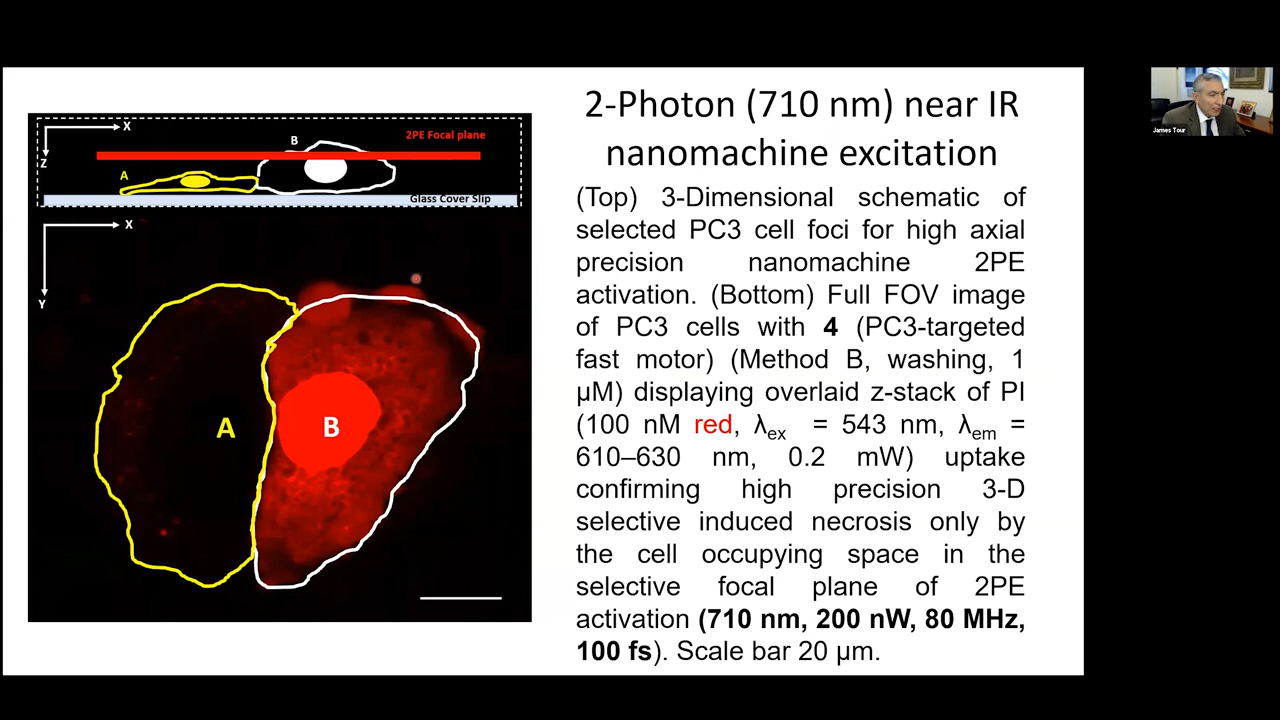 X
Z
2PE Focal plane
B
A
Glass Cover Slip
X
Y
A
B
2-Photon (710 nm) near IR
nanomachine excitation
(Top) 3-Dimensional schematic of
selected PC3 cell foci for high axial
precision nanomachine 2PE
activation. (Bottom) Full FOV image
of PC3 cells with 4 (PC3-targeted
fast motor) (Method B, washing, 1
µM) displaying overlaid z-stack of PI
(100 nM red, λex = 543 nm, λem =
610–630 nm, 0.2 mW) uptake
confirming high precision 3-D
selective induced necrosis only by
the cell occupying space in the
selective focal plane of 2PE
activation (710 nm, 200 nW, 80 MHz,
100 fs). Scale bar 20 µm.
James Tour